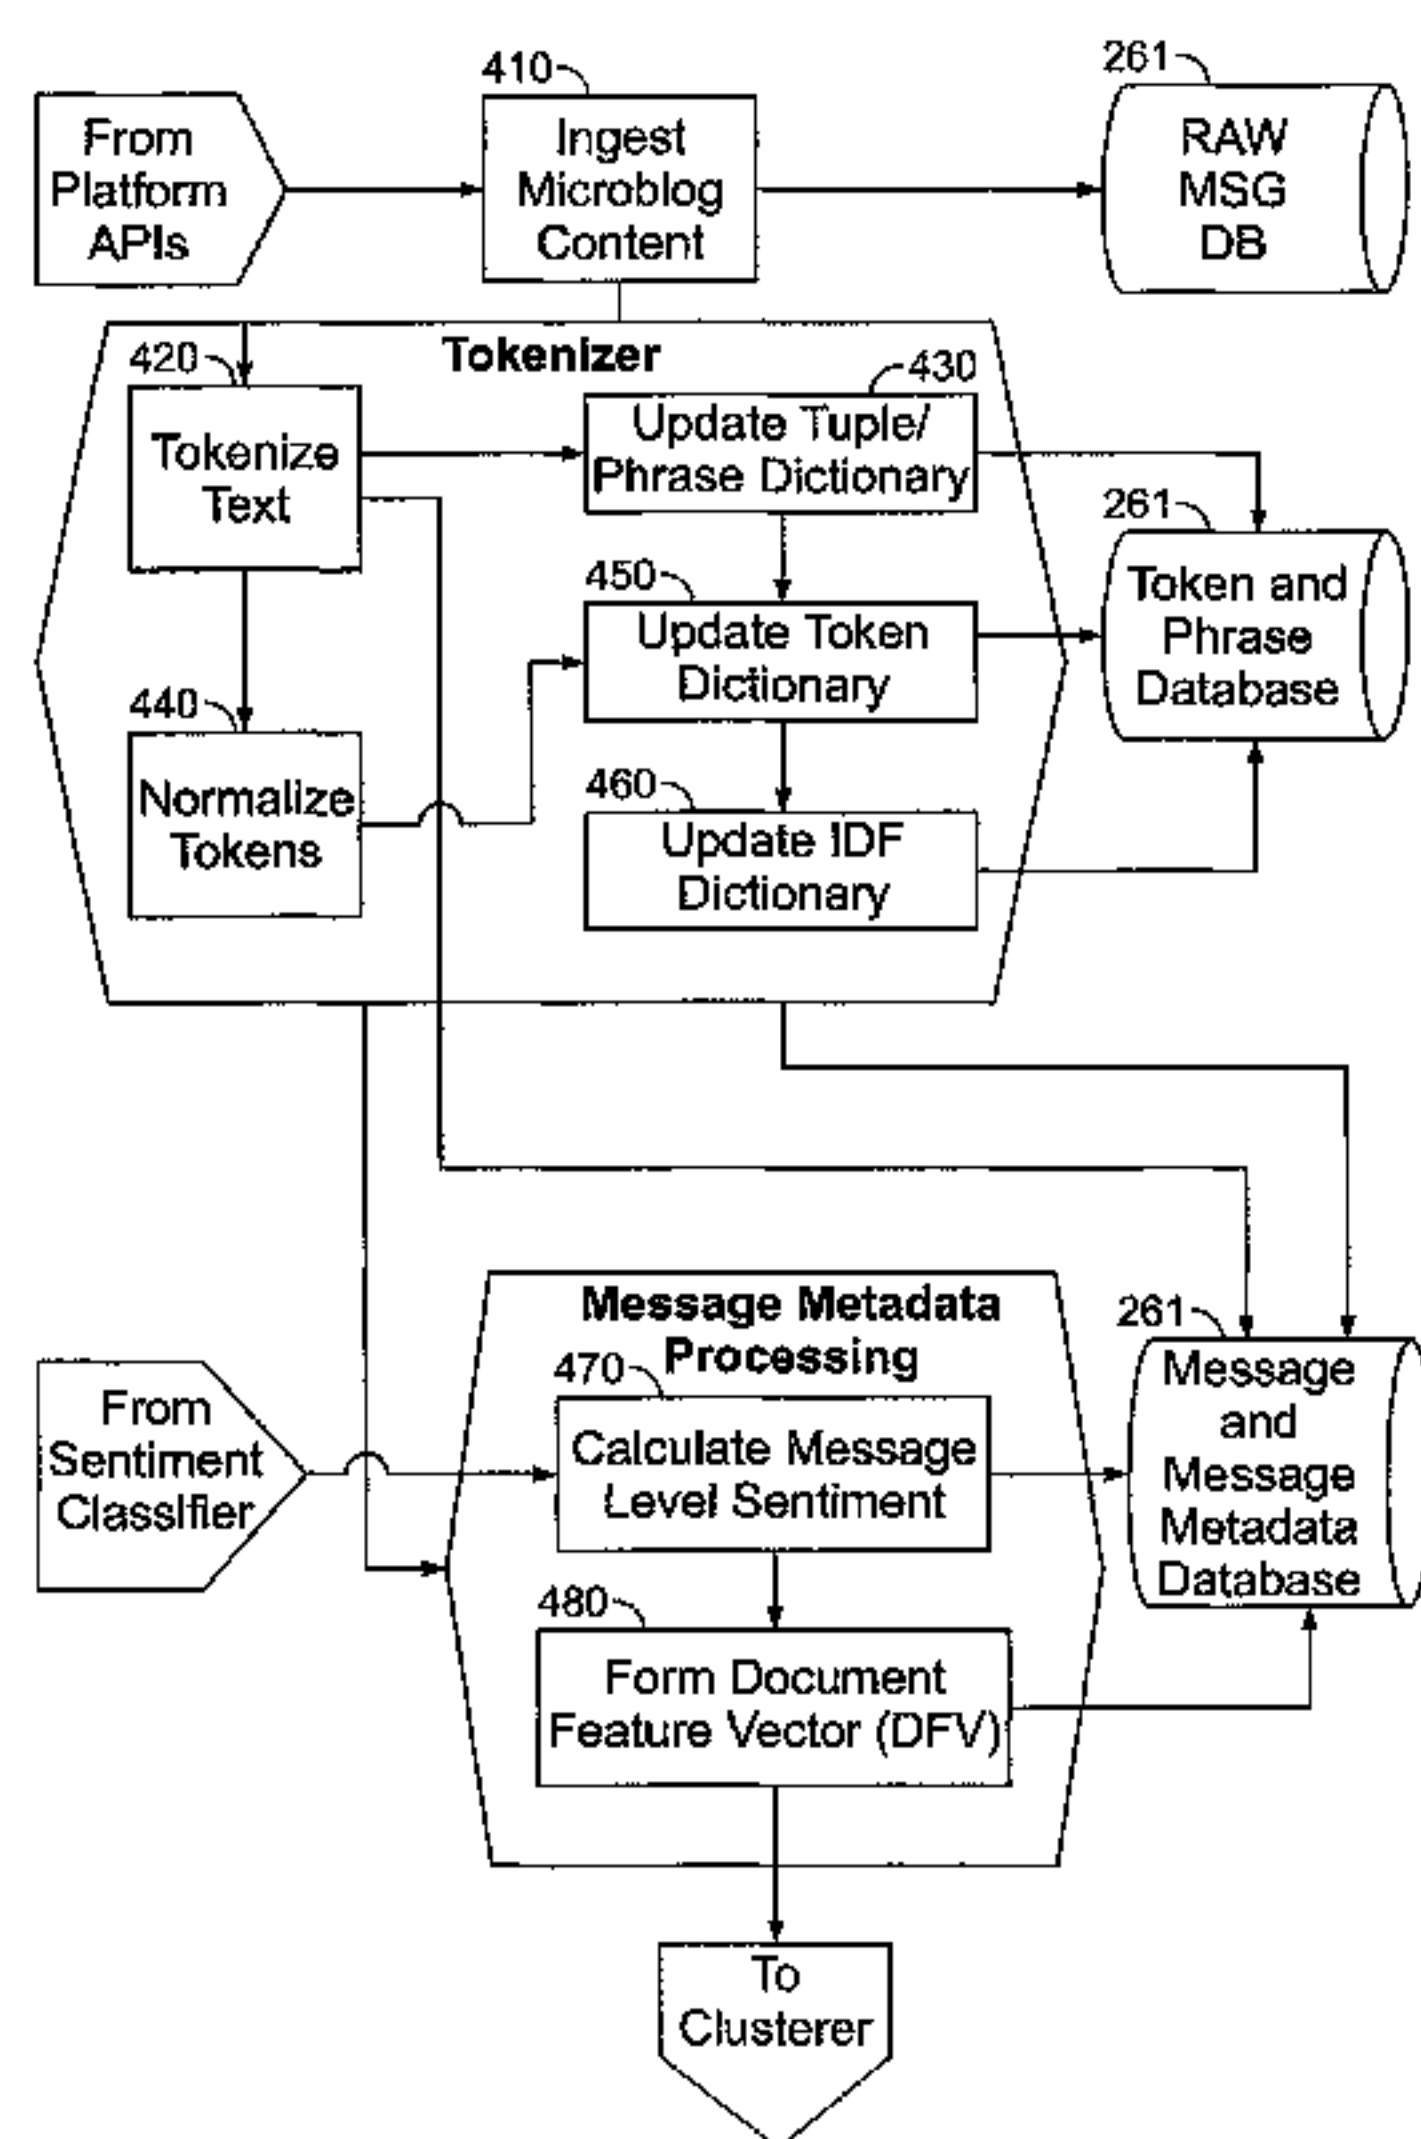 410
261
From
Platform
APIs
Ingest
Microblog
Content
RAW
MSG
DB
Tokenizer
420
430
Tokenize
Text
Update Tuple/
Phrase Dictionary
261
Token and
Phrase
Database
450
Update Token
Dictionary
440
Normalize
Tokens
460
Update IDF
Dictionary
Message Metadata
Processing
261
Message
and
Message
Metadata
Database
From
Sentiment
Classifier
470
Calculate Message
Level Sentiment
480
Form Document
Feature Vector (DFV)
To
Clusterer